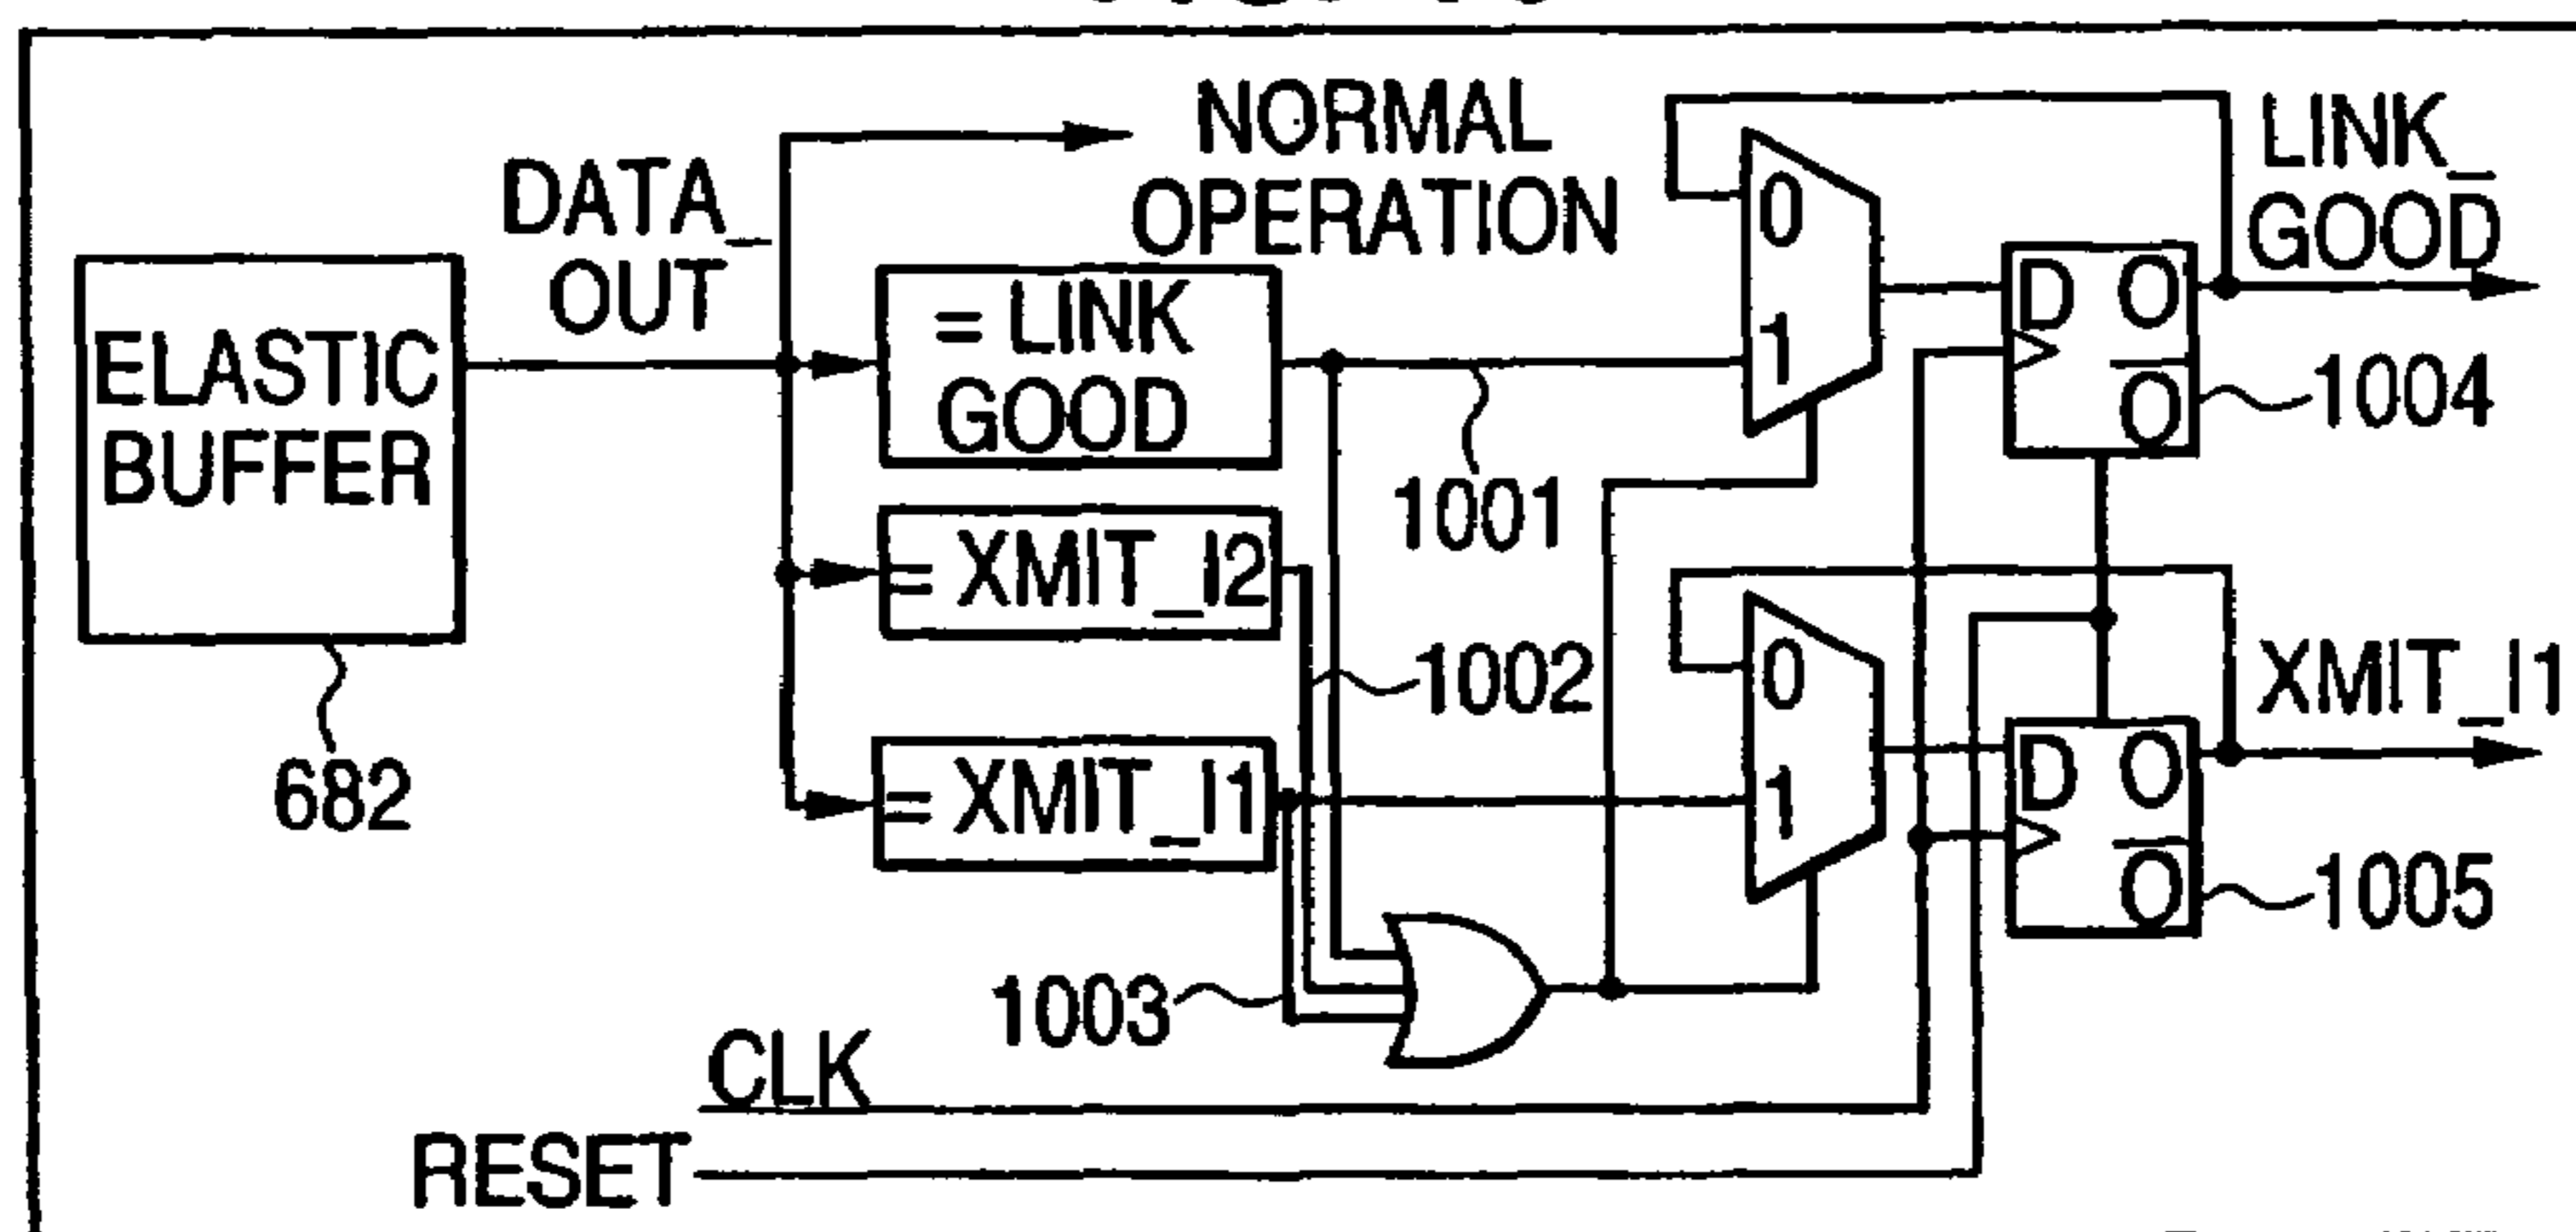 NORMAL
OPERATION
DATA_
OUT
LINK_
GOOD
ELASTIC
BUFFER
= LINK
GOOD
= XMIT_I2
= XMIT_I1
0
1
D O
O
1004
1001
1002
0
1
XMIT_I1
D O
O
1005
682
1003
CLK
RESET